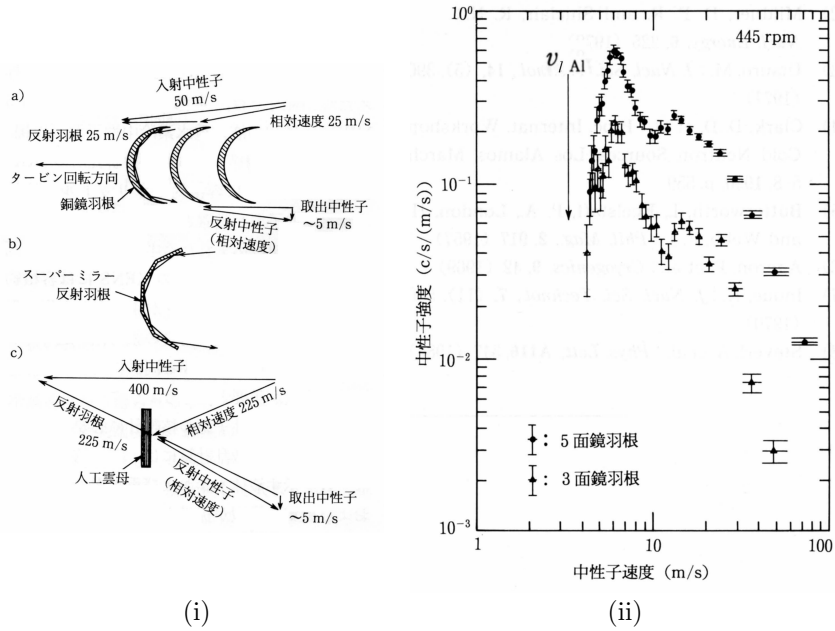 a)
入射中性子
50 m/s
反射羽根 25 m/s
相対速度 25 m/s
タービン回転方向
銅鏡羽根
取出中性子
~5 m/s
反射中性子
(相対速度)
b)
スーパーミラー
反射羽根
c)
入射中性子
400 m/s
反射羽根
225 m/s
相対速度 225 m/s
人工雲母
反射中性子
(相対速度)
取出中性子
~5 m/s
(i)
445 rpm
υl Al
中性子強度 (c/s/(m/s))
10⁰
10⁻¹
10⁻²
10⁻³
: 5 面鏡羽根
: 3 面鏡羽根
1
10
100
中性子速度 (m/s)
(ii)